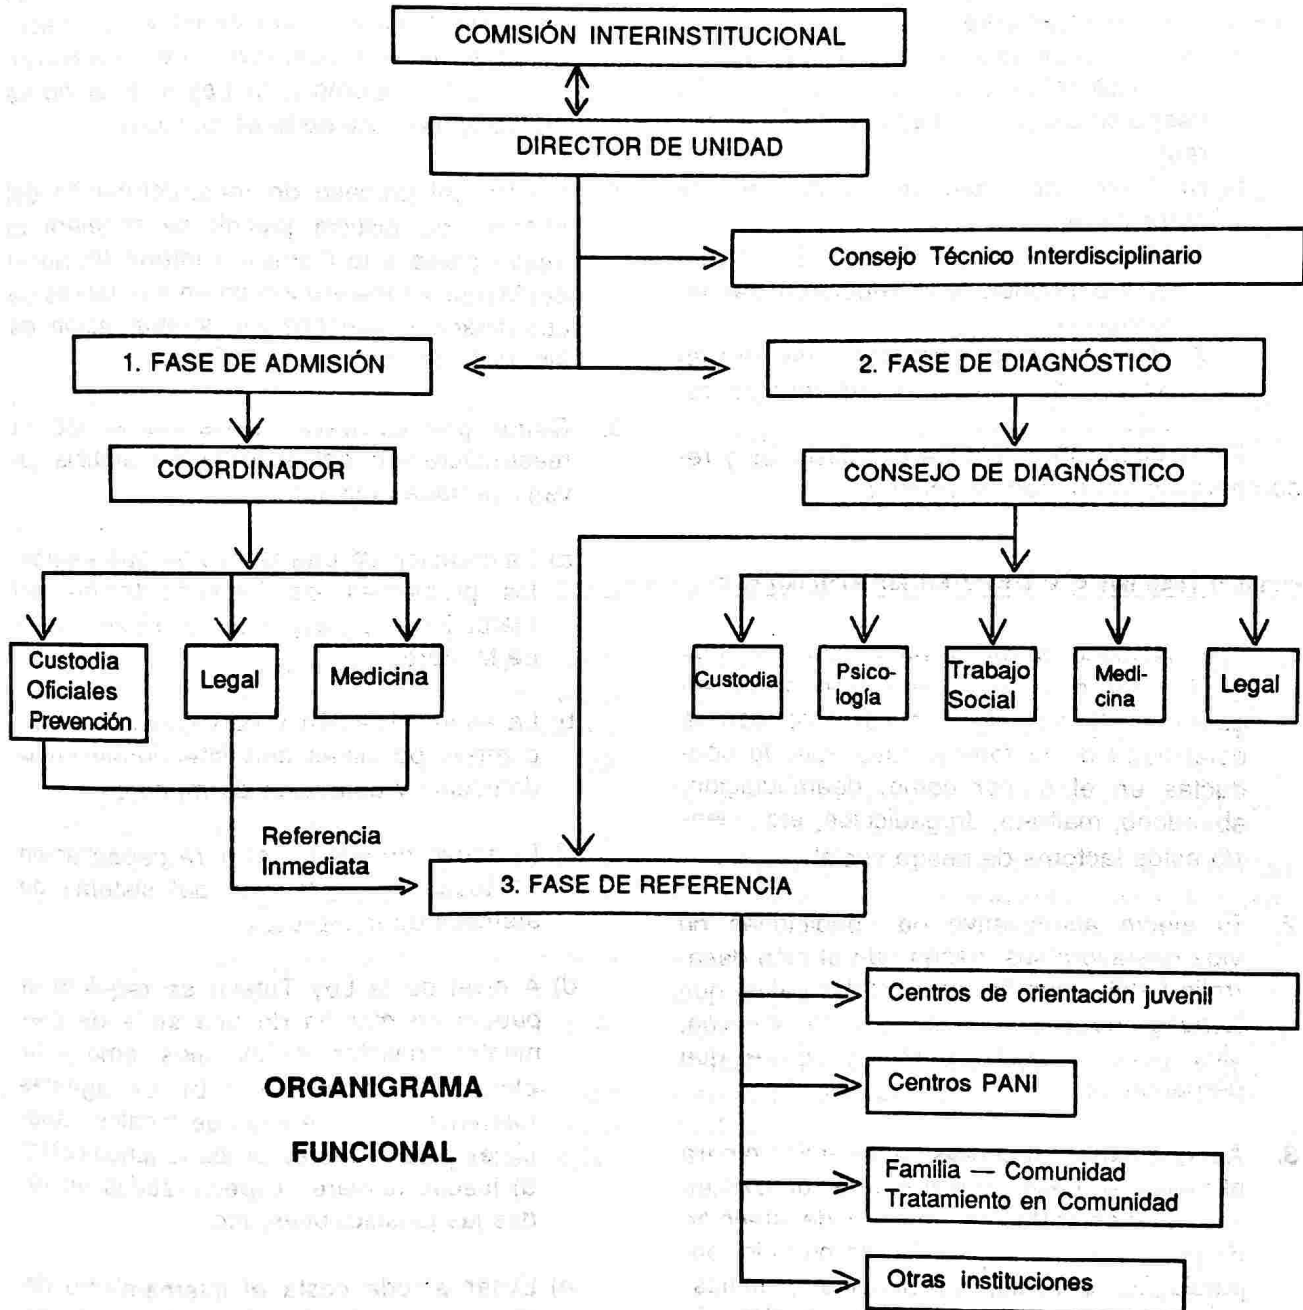 COMISIÓN INTERINSTITUCIONAL
DIRECTOR DE UNIDAD
Consejo Técnico Interdisciplinario
1. FASE DE ADMISIÓN
2. FASE DE DIAGNÓSTICO
COORDINADOR
CONSEJO DE DIAGNÓSTICO
Custodia
Oficiales
Prevención
Legal
Medicina
Custodia
Psico-
logía
Trabajo
Social
Medi-
cina
Legal
Referencia
Inmediata
3. FASE DE REFERENCIA
Centros de orientación juvenil
Centros PANI
Familia — Comunidad
Tratamiento en Comunidad
Otras instituciones
ORGANIGRAMA
FUNCIONAL